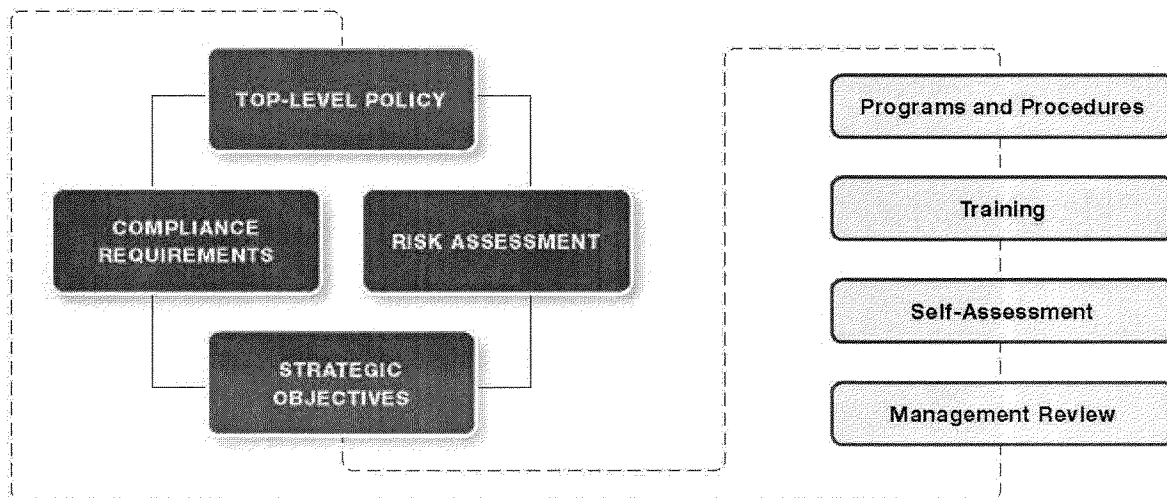 TOP-LEVEL POLICY
COMPLIANCE
REQUIREMENTS
RISK ASSESSMENT
STRATEGIC
OBJECTIVES
Programs and Procedures
Training
Self-Assessment
Management Review